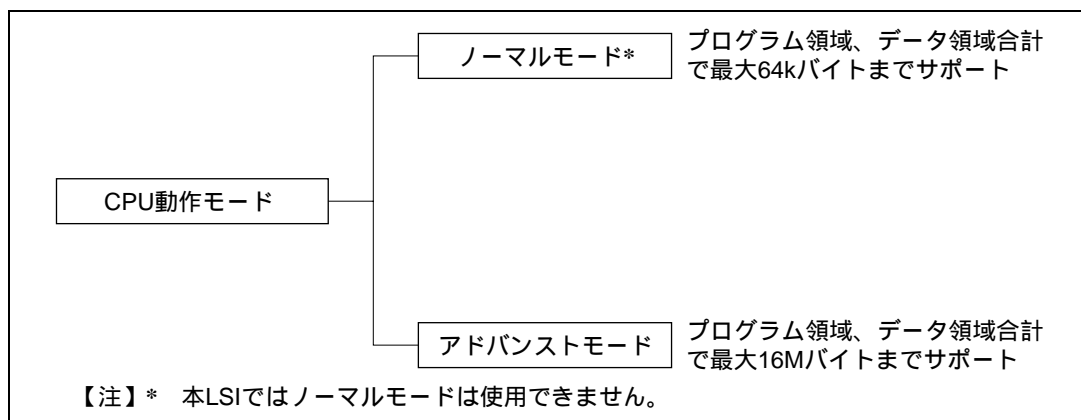 ノーマルモード*
プログラム領域、データ領域合計
で最大64kバイトまでサポート
CPU動作モード
アドバンストモード
プログラム領域、データ領域合計
で最大16Mバイトまでサポート
【注】* 本LSIではノーマルモードは使用できません。